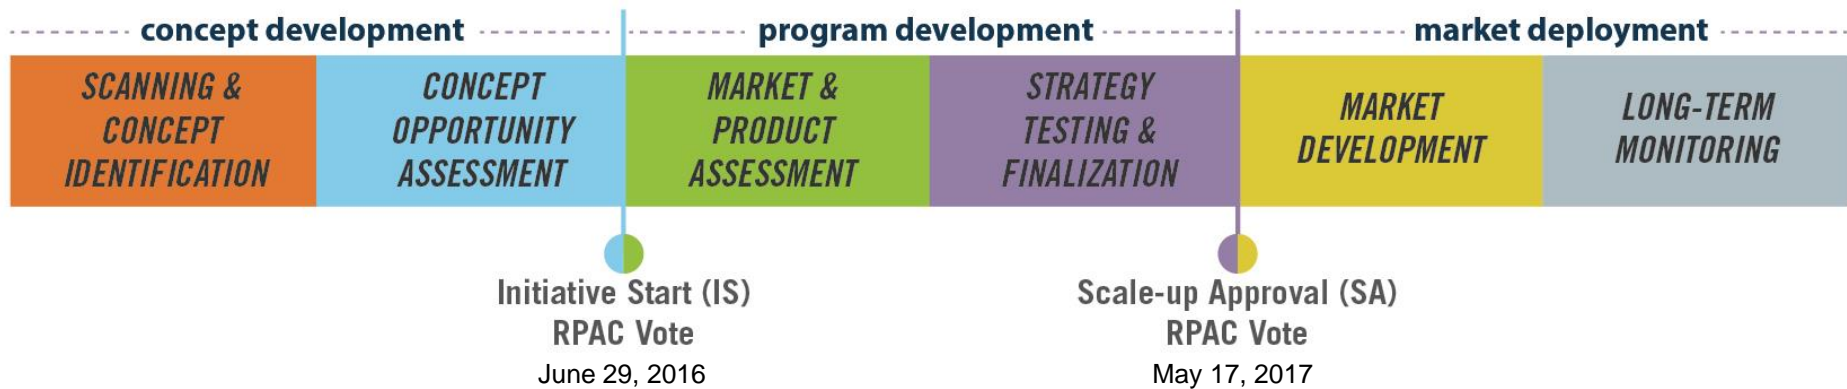 concept development
program development
market deployment
SCANNING &
CONCEPT
IDENTIFICATION
CONCEPT
OPPORTUNITY
ASSESSMENT
MARKET &
PRODUCT
ASSESSMENT
STRATEGY
TESTING &
FINALIZATION
MARKET
DEVELOPMENT
LONG-TERM
MONITORING
Initiative Start (IS)
RPAC Vote
June 29, 2016
Scale-up Approval (SA)
RPAC Vote
May 17, 2017